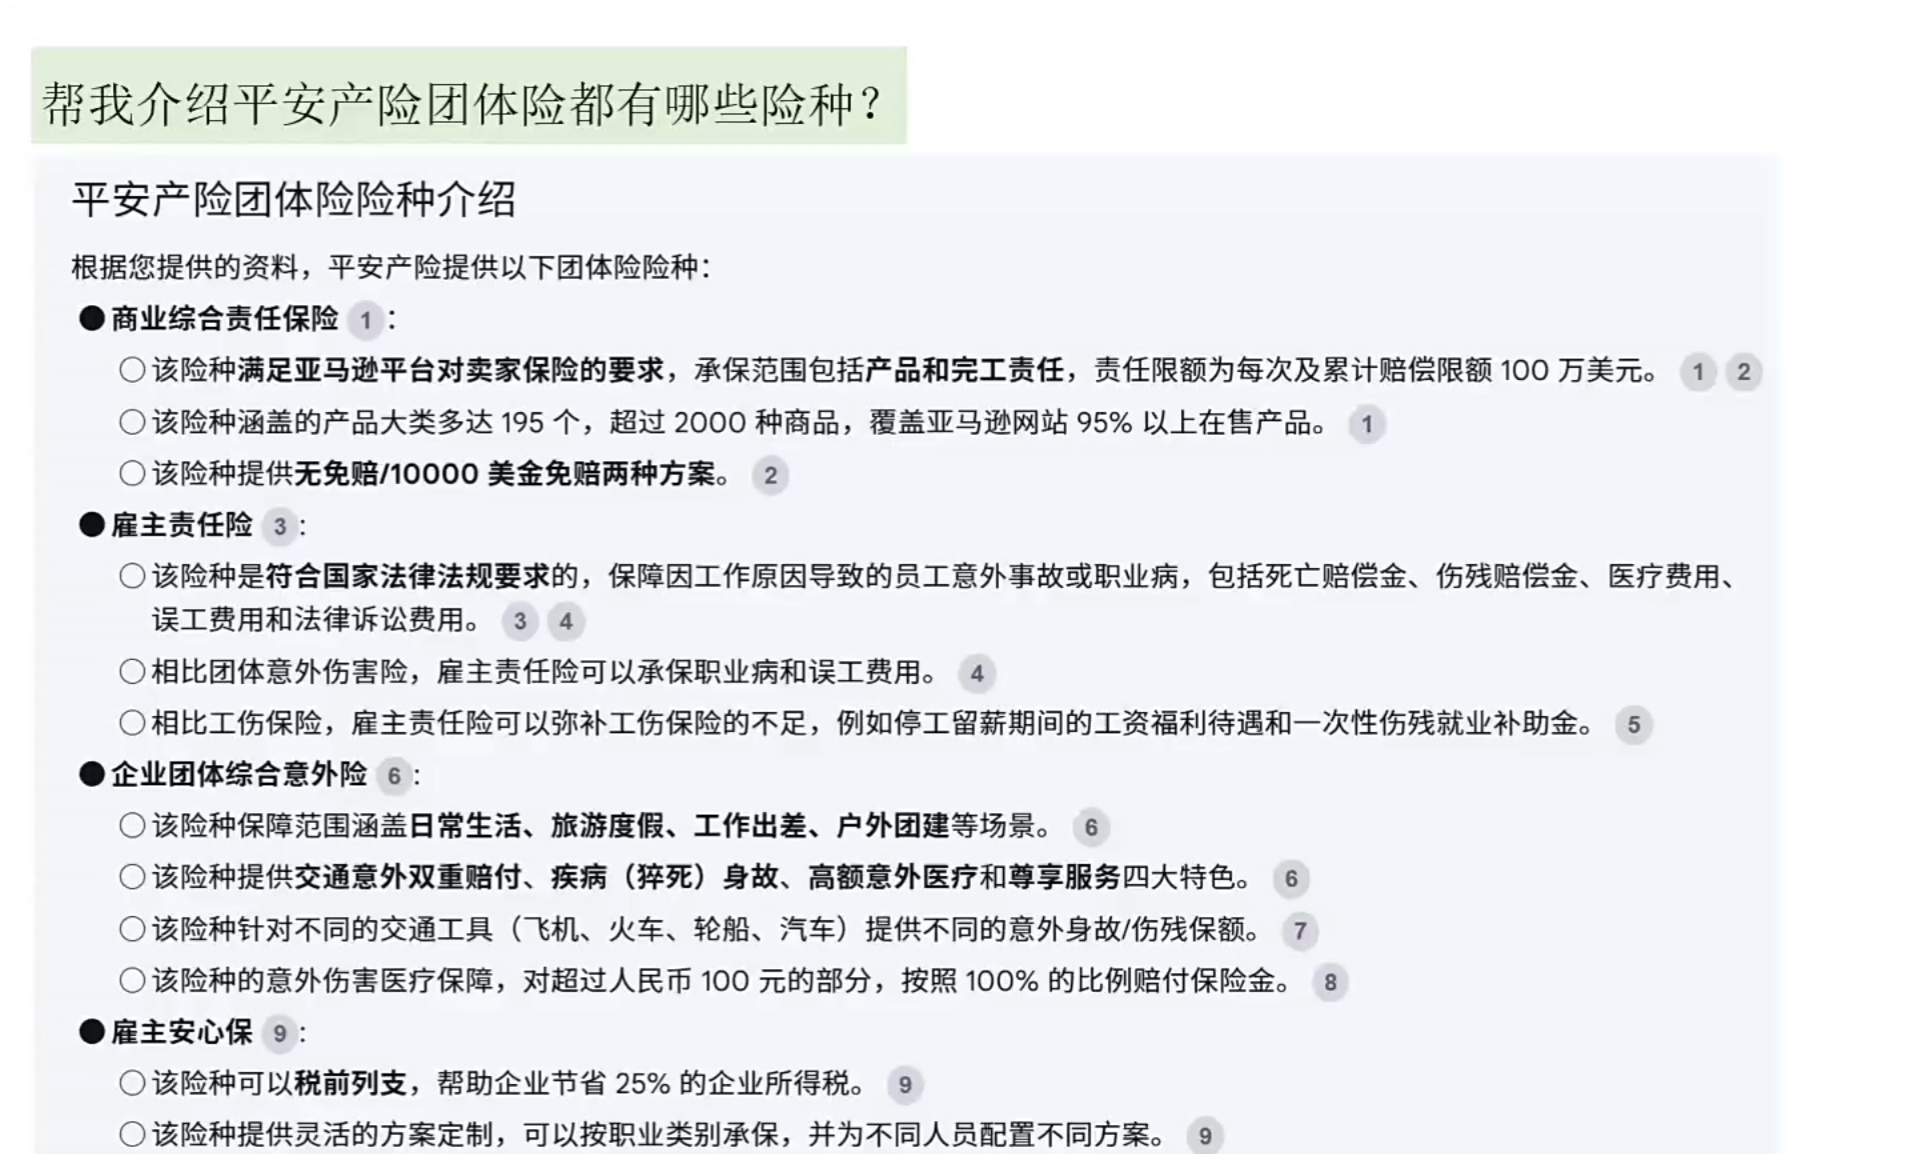 帮我介绍平安产险团体险都有哪些险种？
平安产险团体险险种介绍
根据您提供的资料，平安产险提供以下团体险险种：
● 商业综合责任保险 1 ：
○ 该险种满足亚马逊平台对卖家保险的要求，承保范围包括产品和完工责任，责任限额为每次及累计赔偿限额 100 万美元。 1 2
○ 该险种涵盖的产品大类多达 195 个，超过 2000 种商品，覆盖亚马逊网站 95% 以上在售产品。 1
○ 该险种提供无免赔/10000 美金免赔两种方案。 2
● 雇主责任险 3 :
○ 该险种是符合国家法律法规要求的，保障因工作原因导致的员工意外事故或职业病，包括死亡赔偿金、伤残赔偿金、医疗费用、
误工费用和法律诉讼费用。 3 4
○ 相比团体意外伤害险，雇主责任险可以承保职业病和误工费用。 4
○ 相比工伤保险，雇主责任险可以弥补工伤保险的不足，例如停工留薪期间的工资福利待遇和一次性伤残就业补助金。 5
● 企业团体综合意外险 6 :
○ 该险种保障范围涵盖日常生活、旅游度假、工作出差、户外团建等场景。 6
○ 该险种提供交通意外双重赔付、疾病（猝死）身故、高额意外医疗和尊享服务四大特色。 6
○ 该险种针对不同的交通工具（飞机、火车、轮船、汽车）提供不同的意外身故/伤残保额。 7
○ 该险种的意外伤害医疗保障，对超过人民币 100 元的部分，按照 100% 的比例赔付保险金。 8
● 雇主安心保 9 :
○ 该险种可以税前列支，帮助企业节省 25% 的企业所得税。 9
○ 该险种提供灵活的方案定制，可以按职业类别承保，并为不同人员配置不同方案。 9